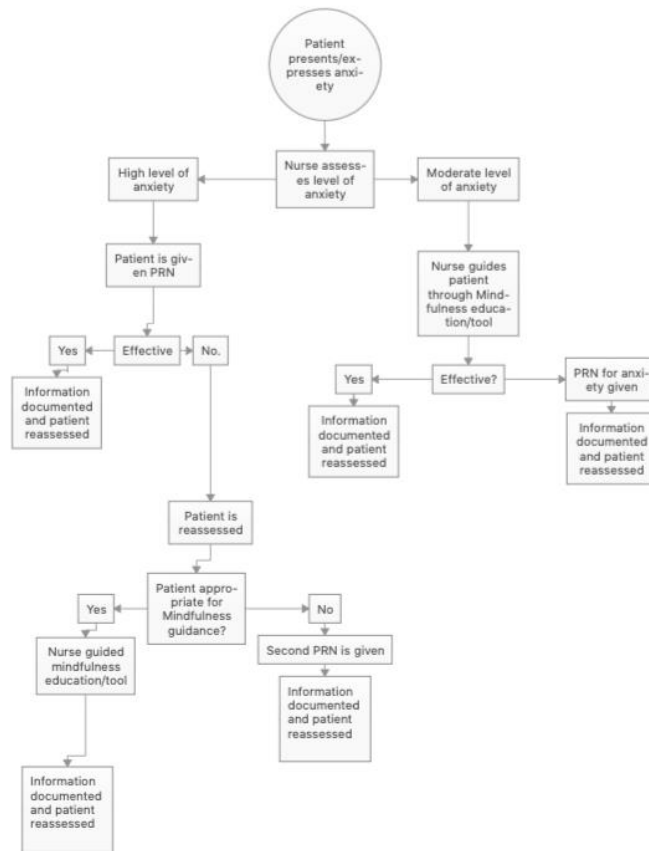 Patient
presents/ex-
presses anxi-
ety
High level of
anxiety
Nurse assess-
es level of
anxiety
Moderate level
of anxiety
Patient is giv-
en PRN
Nurse guides
patient
through Mind-
fulness educa-
tion/tool
Yes
Effective
No.
Yes
Effective?
PRN for anxi-
ety given
Information
documented
and patient
reassessed
Information
documented
and patient
reassessed
Information
documented
and patient
reassessed
Patient is
reassessed
Patient appro-
priate for
Mindfulness
guidance?
Yes
No
Nurse guided
mindfulness
education/tool
Second PRN is given
Information
documented
and patient
reassessed
Information
documented
and patient
reassessed